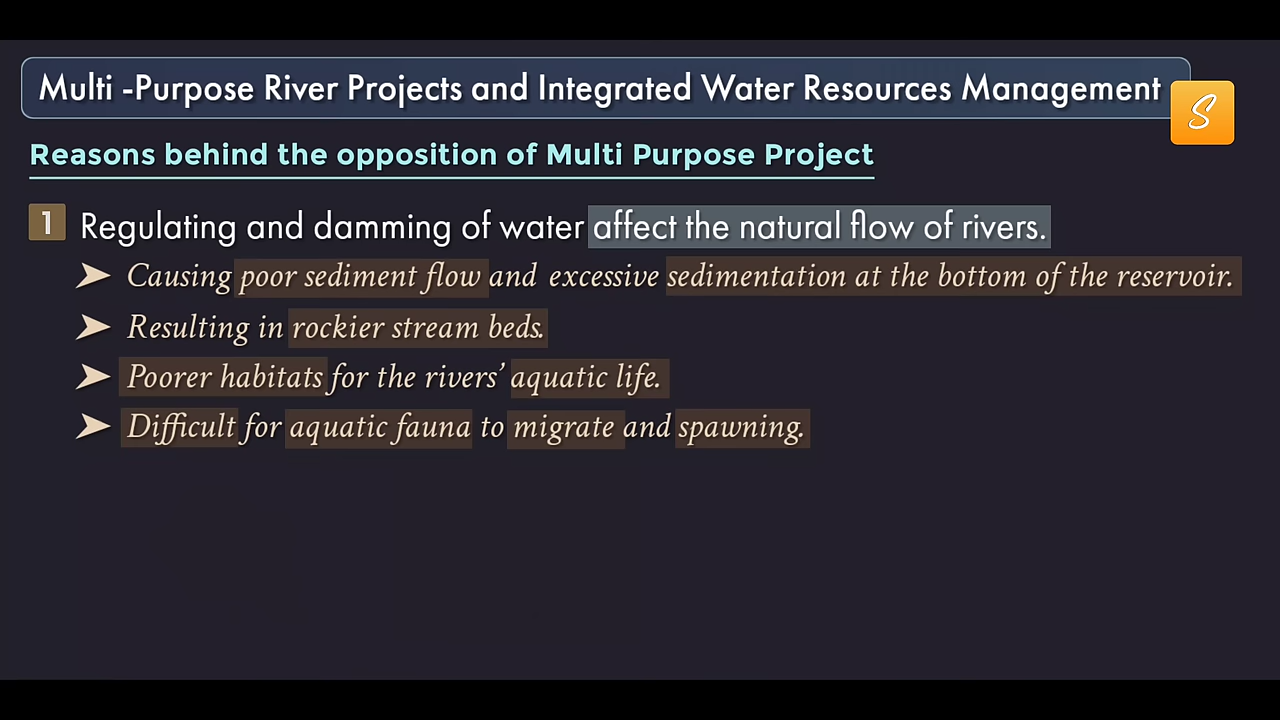 Multi -Purpose River Projects and Integrated Water Resources Management
S
Reasons behind the opposition of Multi Purpose Project
1 Regulating and damming of water affect the natural flow of rivers.
➤ Causing poor sediment flow and excessive sedimentation at the bottom of the reservoir.
➤ Resulting in rockier stream beds.
➤ Poorer habitats for the rivers’ aquatic life.
➤ Difficult for aquatic fauna to migrate and spawning.